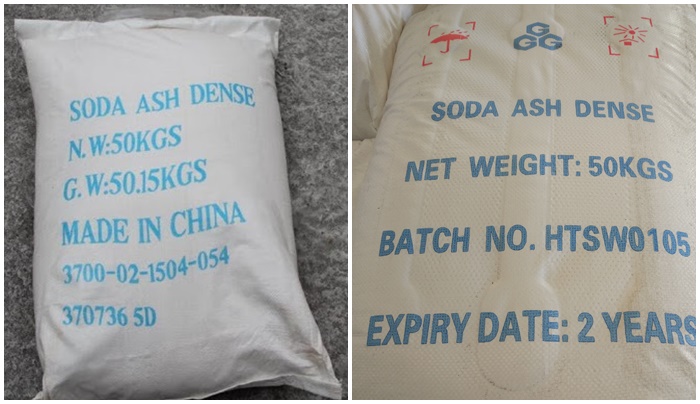 SODA ASH DENSE
N.W:50KGS
G.W:50.15KGS
MADE IN CHINA
3700-02-1504-054
370736 5D
G
G G
SODA ASH DENSE
NET WEIGHT: 50KGS
BATCH NO. HTSW0105
EXPIRY DATE: 2 YEARS